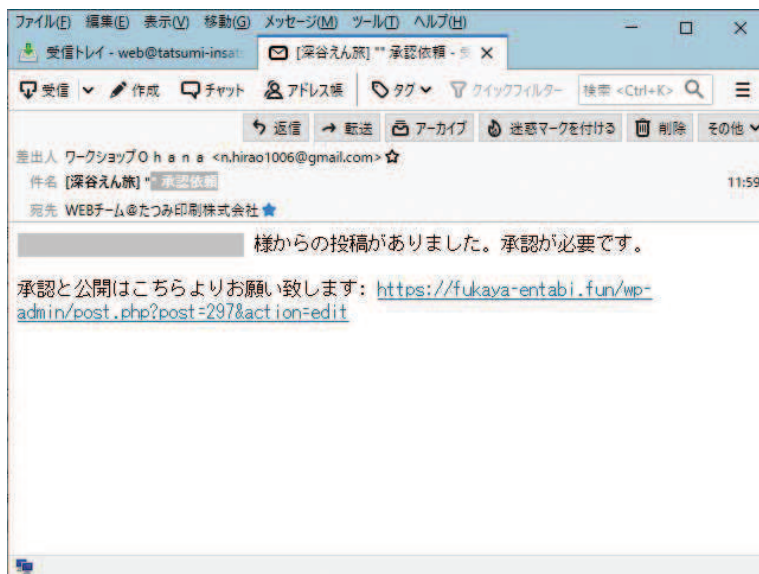 ファイル(F) 編集(E) 表示(V) 移動(G) メッセージ(M) ツール(T) ヘルプ(H)
受信トレイ - web@tatsumi-insat [深谷えん旅] "" 承認依頼 -
受信 作成 チャット アドレス帳 タグ クイックフィルター 検索 <Ctrl+K>
返信 転送 アーカイブ 迷惑マークを付ける 削除 その他
差出人 ワークショップOhana <n.hirao1006@gmail.com>
件名 [深谷えん旅] "" 承認依頼 11:59
宛先 WEBチーム@たつみ印刷株式会社
様からの投稿がありました。承認が必要です。
承認と公開はこちらよりお願い致します: https://fukaya-entabi.fun/wp-
admin/post.php?post=297&action=edit